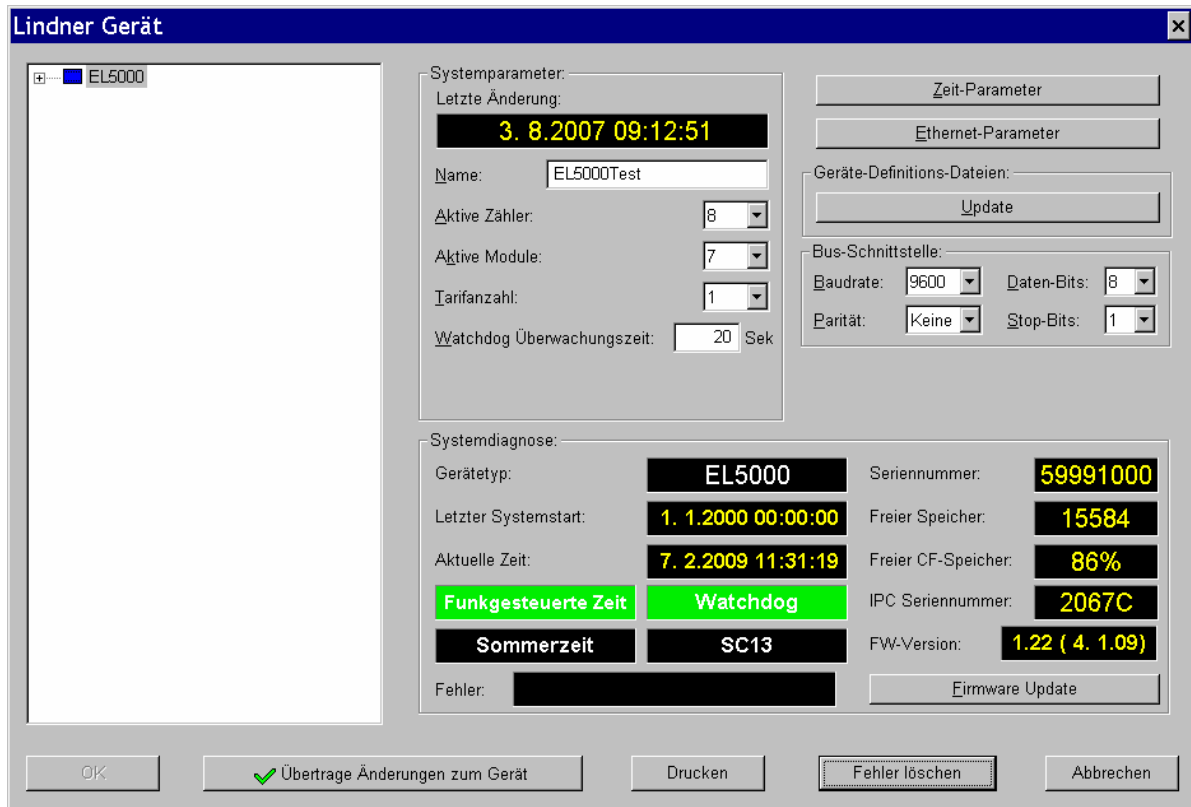 Lindner Gerät
EL5000
Systemparameter:
Letzte Änderung:
3. 8.2007 09:12:51
Name: EL5000Test
Aktive Zähler: 8
Aktive Module: 7
Tarifanzahl: 1
Watchdog Überwachungszeit: 20 Sek
Zeit-Parameter
Ethernet-Parameter
Geräte-Definitions-Dateien:
Update
Bus-Schnittstelle:
Baudrate: 9600 Daten-Bits: 8
Parität: Keine Stop-Bits: 1
Systemdiagnose:
Gerätetyp: EL5000 Seriennummer: 59991000
Letzter Systemstart: 1. 1.2000 00:00:00 Freier Speicher: 15584
Aktuelle Zeit: 7. 2.2009 11:31:19 Freier CF-Speicher: 86%
Funkgesteuerte Zeit Watchdog IPC Seriennummer: 2067C
Sommerzeit SC13 FW-Version: 1.22 ( 4. 1.09)
Fehler: Firmware Update
OK Übertrage Änderungen zum Gerät Drucken Fehler löschen Abbrechen